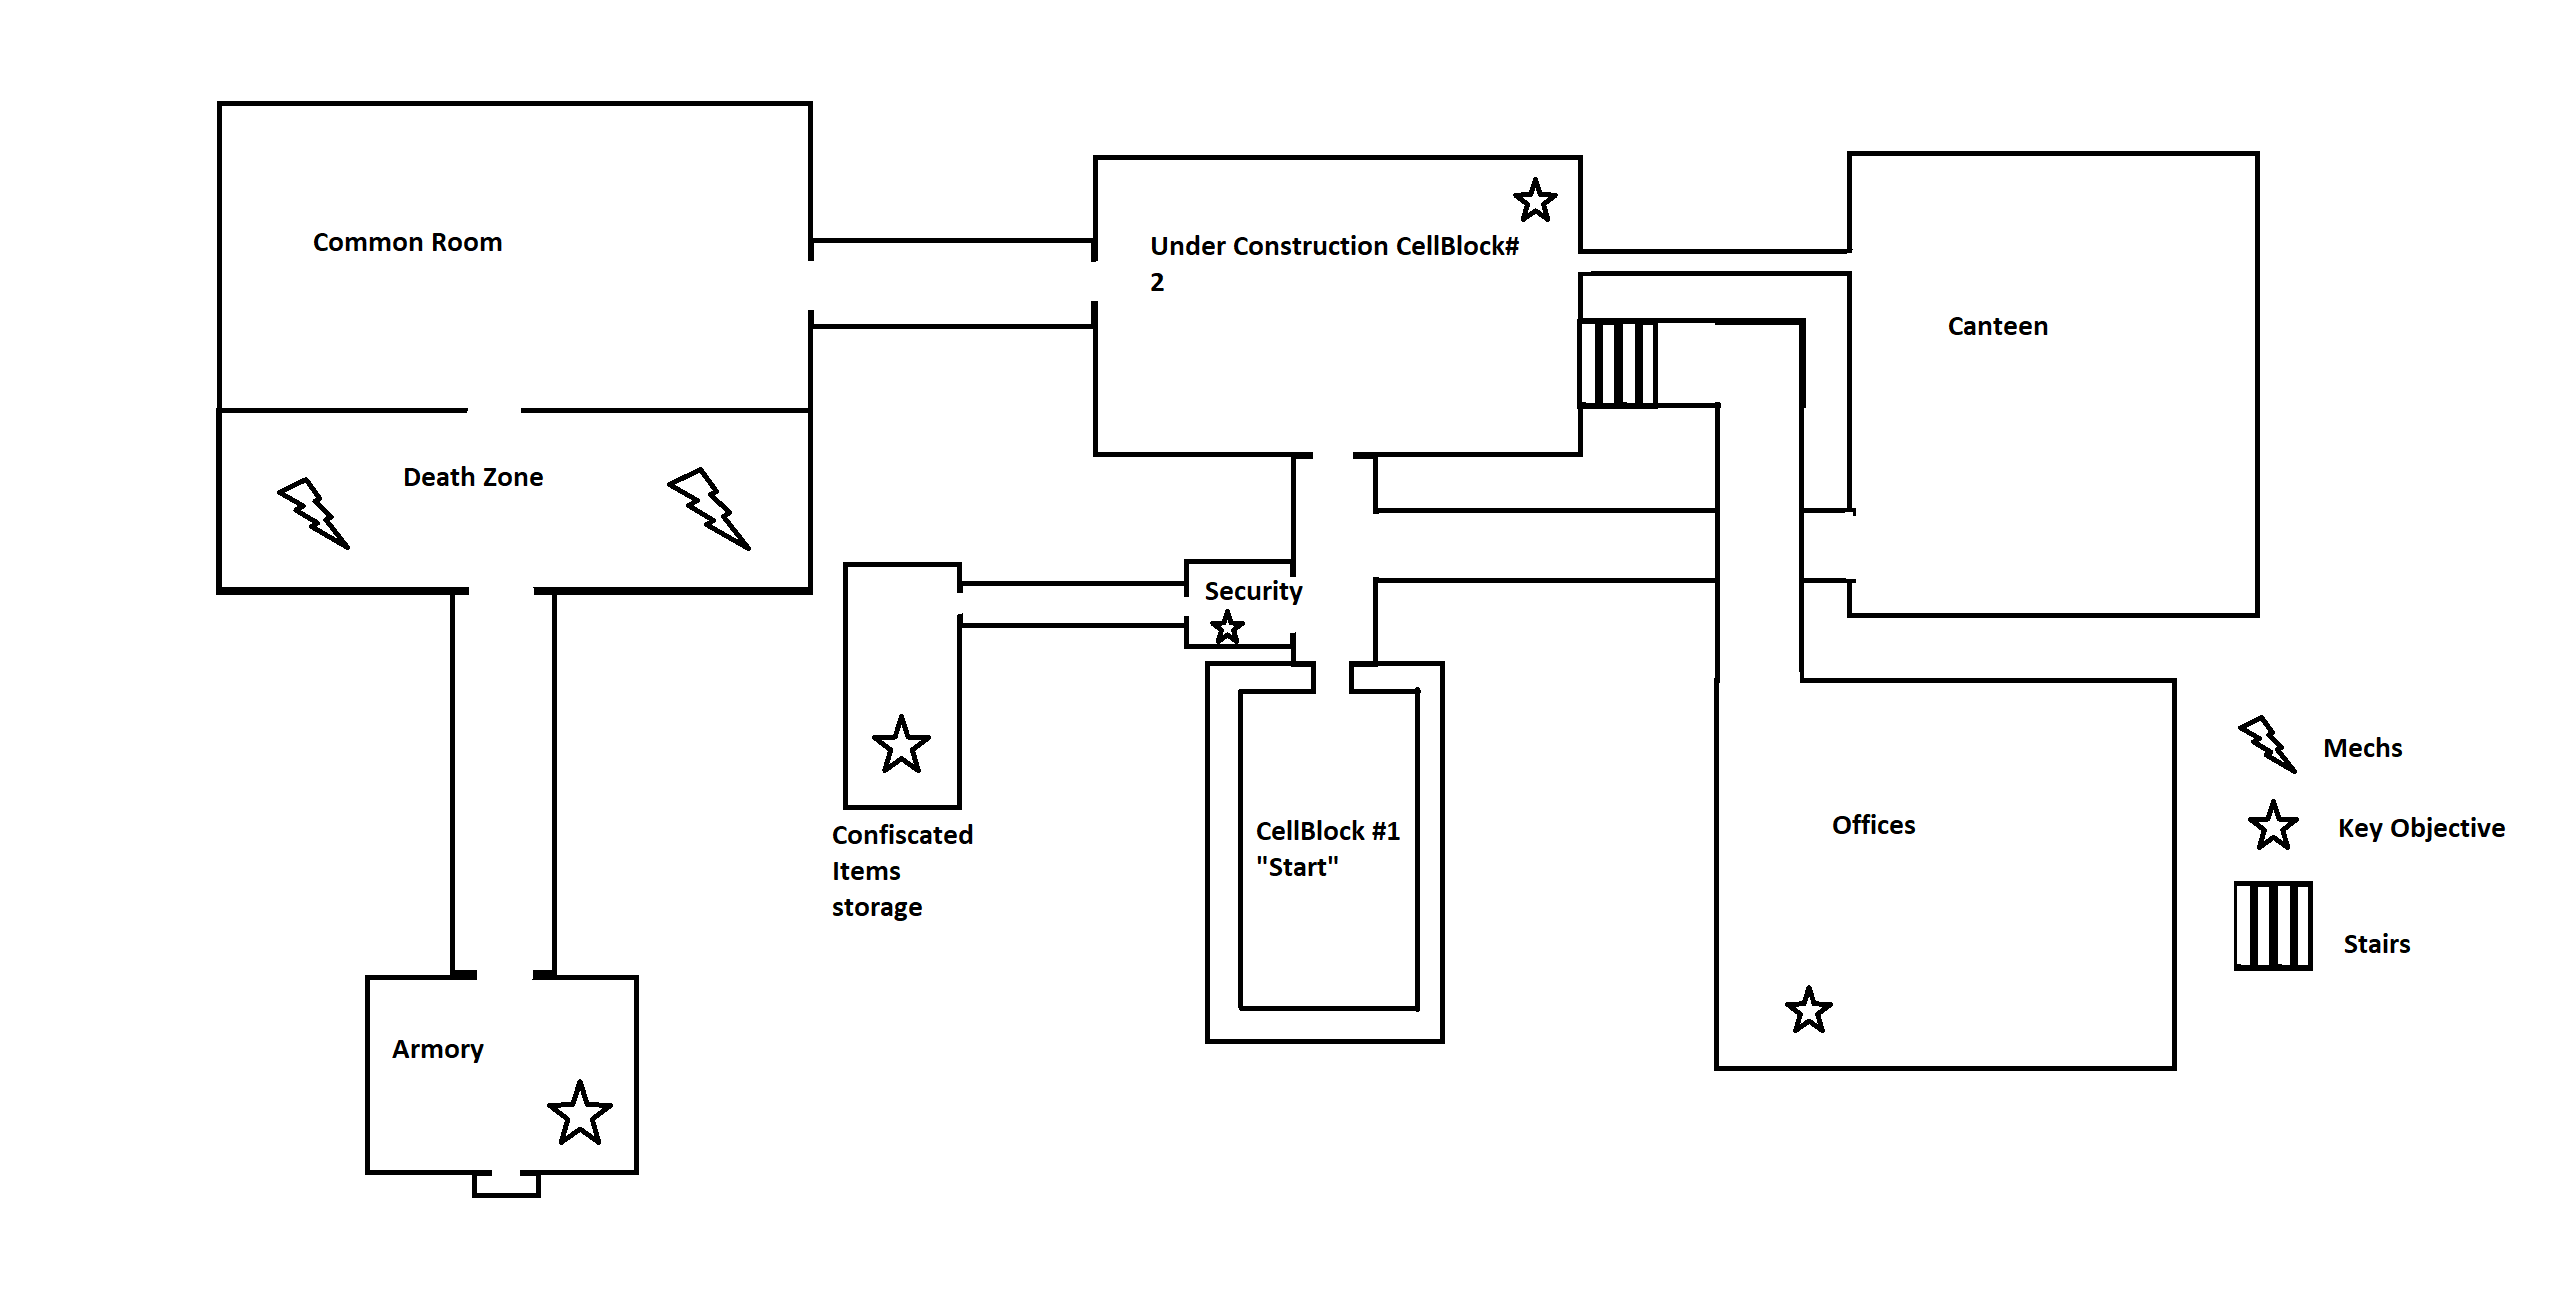 Common Room
Under Construction CellBlock#
2
Canteen
Death Zone
Security
Confiscated
Items
storage
CellBlock #1
"Start"
Offices
Armory
Mechs
Key Objective
Stairs